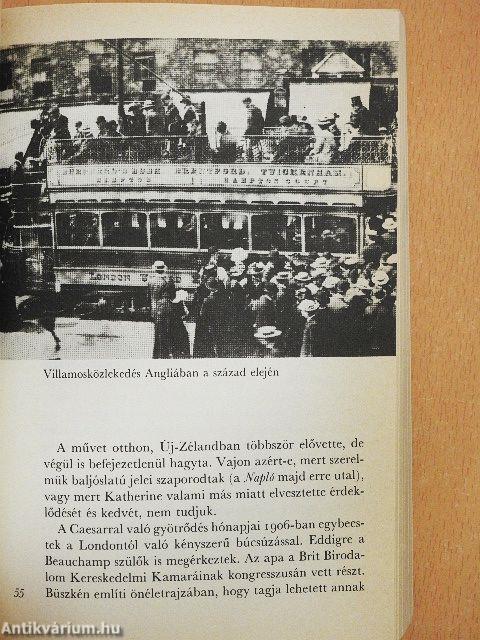 SHEPHERD'S BUSH BRENTFORD, TWICKENHAM.
HAMPTON HAMPTON COURT
LONDON
Villamosközlekedés Angliában a század elején
A művet otthon, Új-Zélandban többször elővette, de
végül is befejezetlenül hagyta. Vajon azért-e, mert szerel-
mük baljóslatú jelei szaporodtak (a Napló majd erre utal),
vagy mert Katherine valami más miatt elvesztette érdek-
lődését és kedvét, nem tudjuk.
A Caesarral való gyötrődés hónapjai 1906-ban egybees-
tek a Londontól való kényszerű búcsúzással. Eddigre a
Beauchamp szülők is megérkeztek. Az apa a Brit Biroda-
lom Kereskedelmi Kamaráinak kongresszusán vett részt.
55 Büszkén említi önéletrajzában, hogy tagja lehetett annak
Antikvárium.hu